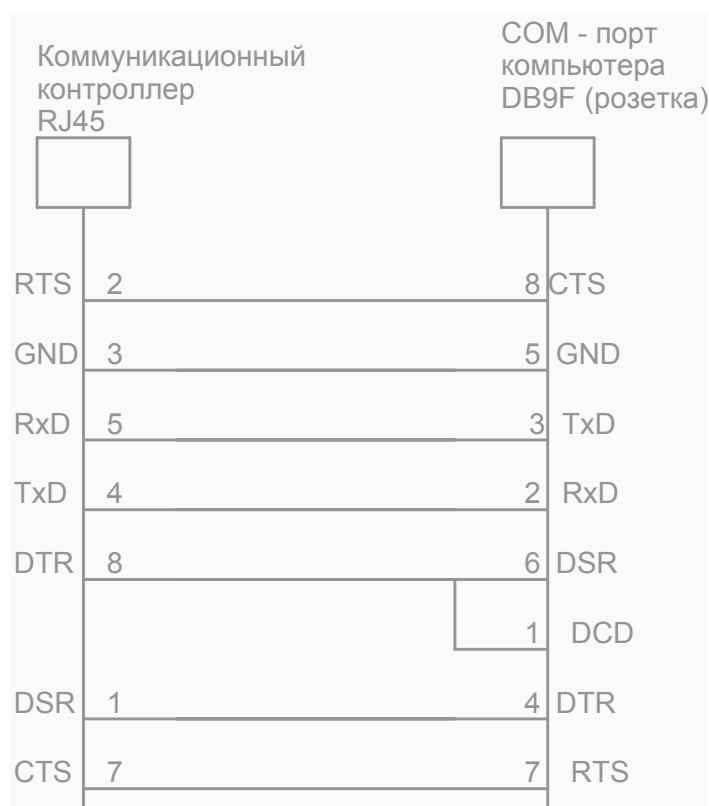 Коммуникационный
контроллер
RJ45
COM - порт
компьютера
DB9F (розетка)
RTS 2 8 CTS
GND 3 5 GND
RxD 5 3 TxD
TxD 4 2 RxD
DTR 8 6 DSR
1 DCD
DSR 1 4 DTR
CTS 7 7 RTS